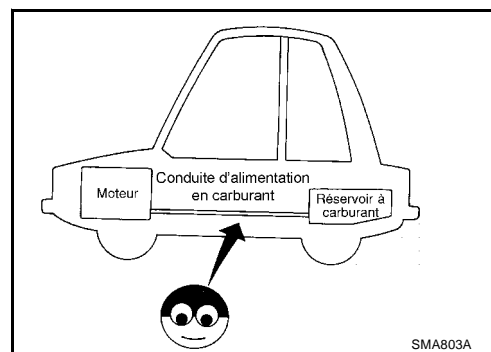 Conduite d'alimentation
en carburant
Moteur
Réservoir à
carburant
SMA803A